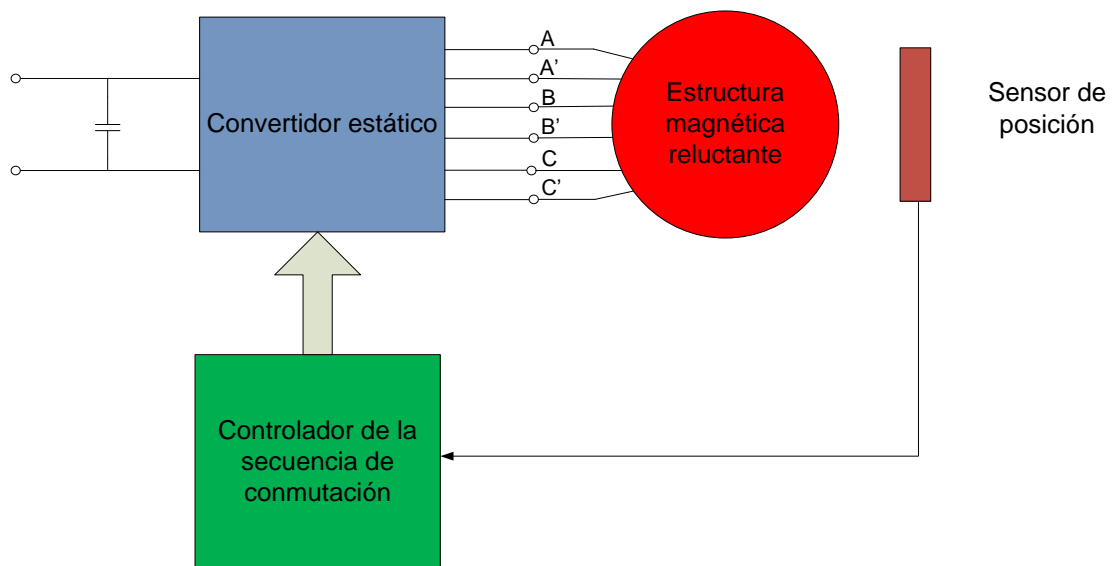 Convertidor estático
A
A’
B
B’
C
C’
Estructura
magnética
reluctante
Sensor de
posición
Controlador de la
secuencia de
conmutación